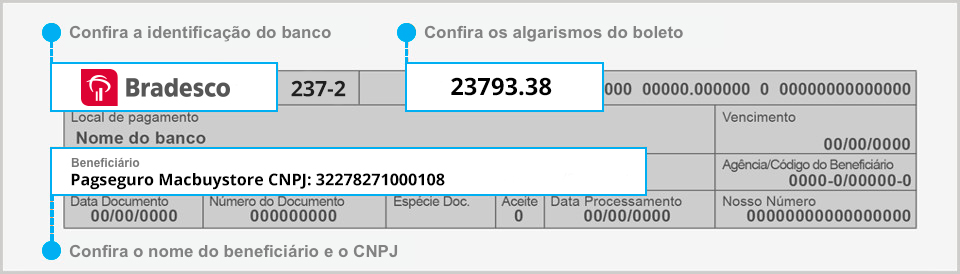 Confira a identificação do banco
Confira os algarismos do boleto
Bradesco 237-2 23793.38 000 00000.000000 0 00000000000000
Local de pagamento Vencimento
Nome do banco 00/00/0000
Beneficiário Agência/Código do Beneficiário
Pagseguro Macbuystore CNPJ: 32278271000108 0000-0/00000-0
Data Documento Número do Documento Espécie Doc. Aceite Data Processamento Nosso Número
00/00/0000 000000000 0 00/00/0000 00000000000000000
Confira o nome do beneficiário e o CNPJ